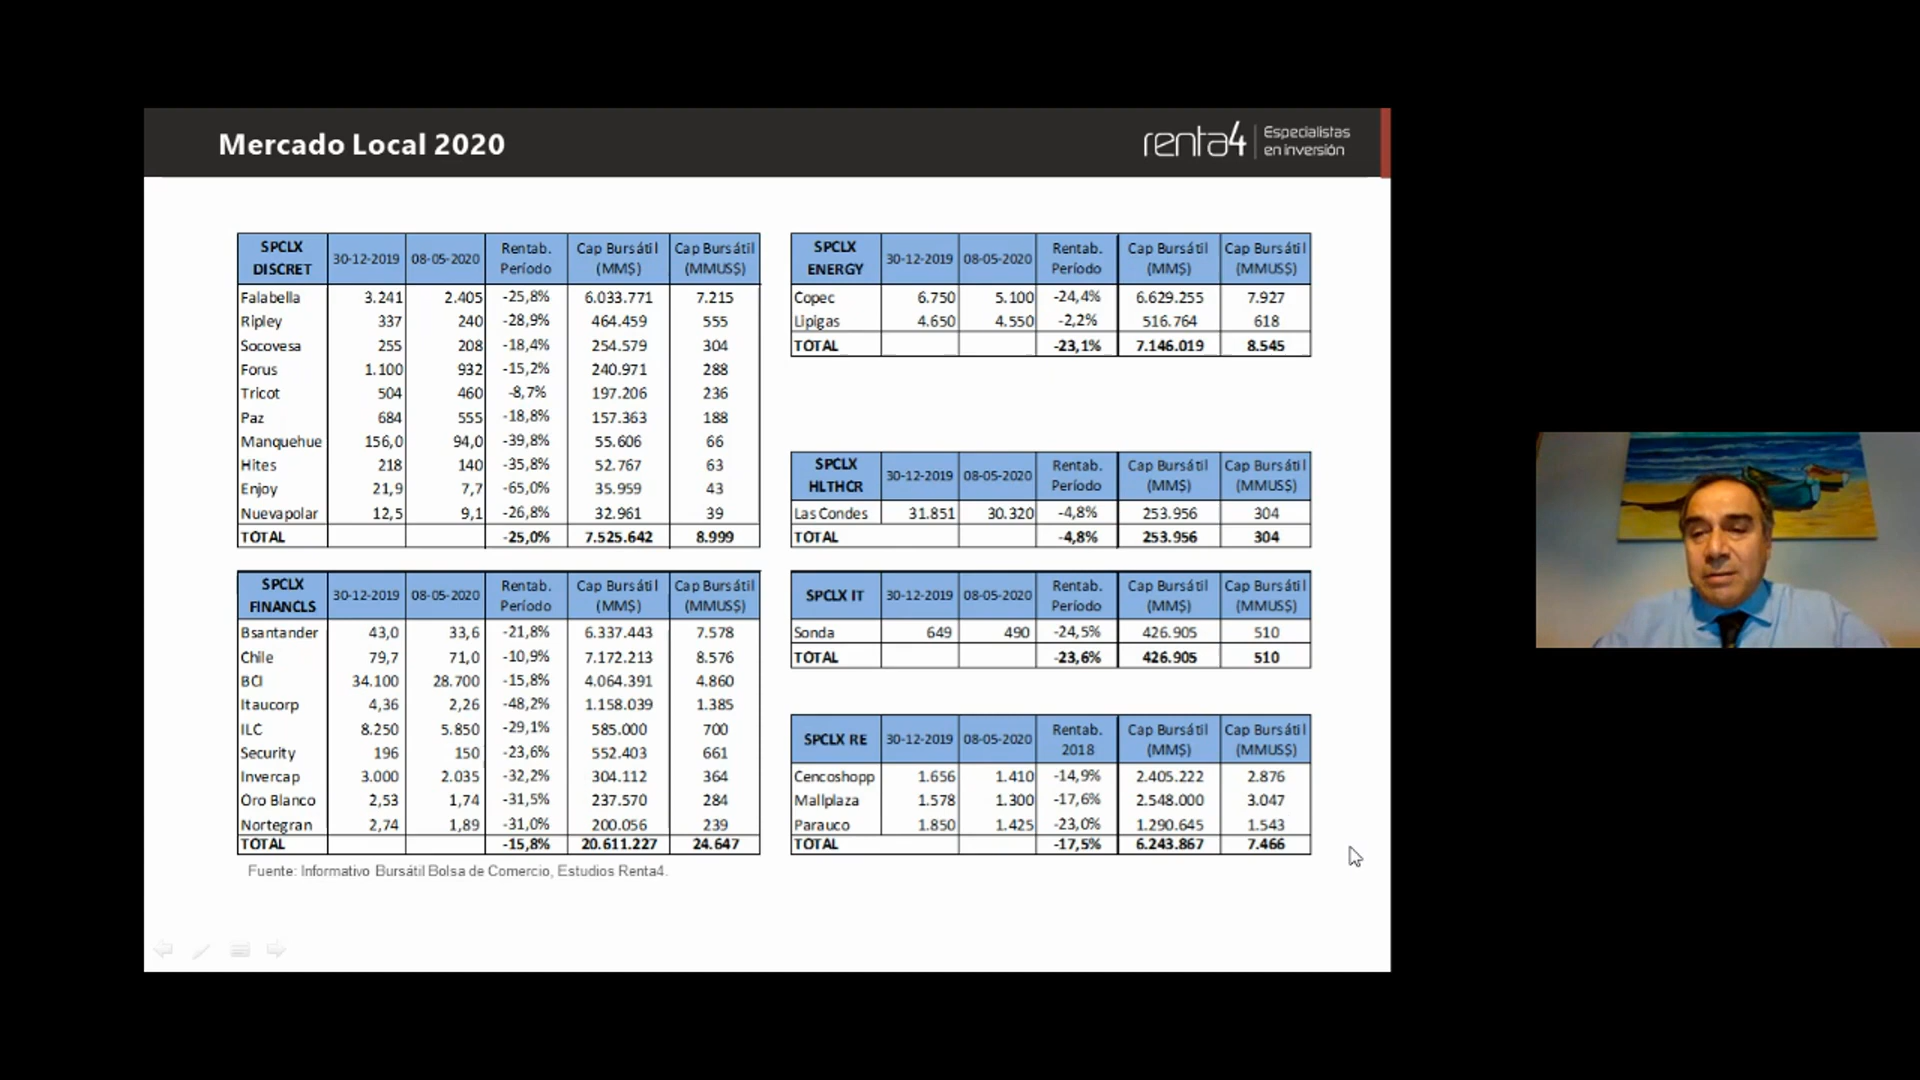 Mercado Local 2020
renta4 Especialistas en inversión
SPCLX DISCRET 30-12-2019 08-05-2020 Rentab. Período Cap Bursátil (MM$) Cap Bursátil (MMUS$)
Falabella 3.241 2.405 -25,8% 6.033.771 7.215
Ripley 337 240 -28,9% 464.459 555
Socovesa 255 208 -18,4% 254.579 304
Forus 1.100 932 -15,2% 240.971 288
Tricot 504 460 -8,7% 197.206 236
Paz 684 555 -18,8% 157.363 188
Manquehue 156,0 94,0 -39,8% 55.606 66
Hites 218 140 -35,8% 52.767 63
Enjoy 21,9 7,7 -65,0% 35.959 43
Nuevapolar 12,5 9,1 -26,8% 32.961 39
TOTAL -25,0% 7.525.642 8.999
SPCLX FINANCLS 30-12-2019 08-05-2020 Rentab. Período Cap Bursátil (MM$) Cap Bursátil (MMUS$)
Bsantander 43,0 33,6 -21,8% 6.337.443 7.578
Chile 79,7 71,0 -10,9% 7.172.213 8.576
BCI 34.100 28.700 -15,8% 4.064.391 4.860
Itaucorp 4,36 2,26 -48,2% 1.158.039 1.385
ILC 8.250 5.850 -29,1% 585.000 700
Security 196 150 -23,6% 552.403 661
Invercap 3.000 2.035 -32,2% 304.112 364
Oro Blanco 2,53 1,74 -31,5% 237.570 284
Nortegran 2,74 1,89 -31,0% 200.056 239
TOTAL -15,8% 20.611.227 24.647
Fuente: Informativo Bursátil Bolsa de Comercio, Estudios Renta4.
SPCLX ENERGY 30-12-2019 08-05-2020 Rentab. Período Cap Bursátil (MM$) Cap Bursátil (MMUS$)
Copec 6.750 5.100 -24,4% 6.629.255 7.927
Lipigas 4.650 4.550 -2,2% 516.764 618
TOTAL -23,1% 7.146.019 8.545
SPCLX HLTHCR 30-12-2019 08-05-2020 Rentab. Período Cap Bursátil (MM$) Cap Bursátil (MMUS$)
Las Condes 31.851 30.320 -4,8% 253.956 304
TOTAL -4,8% 253.956 304
SPCLX IT 30-12-2019 08-05-2020 Rentab. Período Cap Bursátil (MM$) Cap Bursátil (MMUS$)
Sonda 649 490 -24,5% 426.905 510
TOTAL -23,6% 426.905 510
SPCLX RE 30-12-2019 08-05-2020 Rentab. 2018 Cap Bursátil (MM$) Cap Bursátil (MMUS$)
Cencoshopp 1.656 1.410 -14,9% 2.405.222 2.876
Mallplaza 1.578 1.300 -17,6% 2.548.000 3.047
Parauco 1.850 1.425 -23,0% 1.290.645 1.543
TOTAL -17,5% 6.243.867 7.466